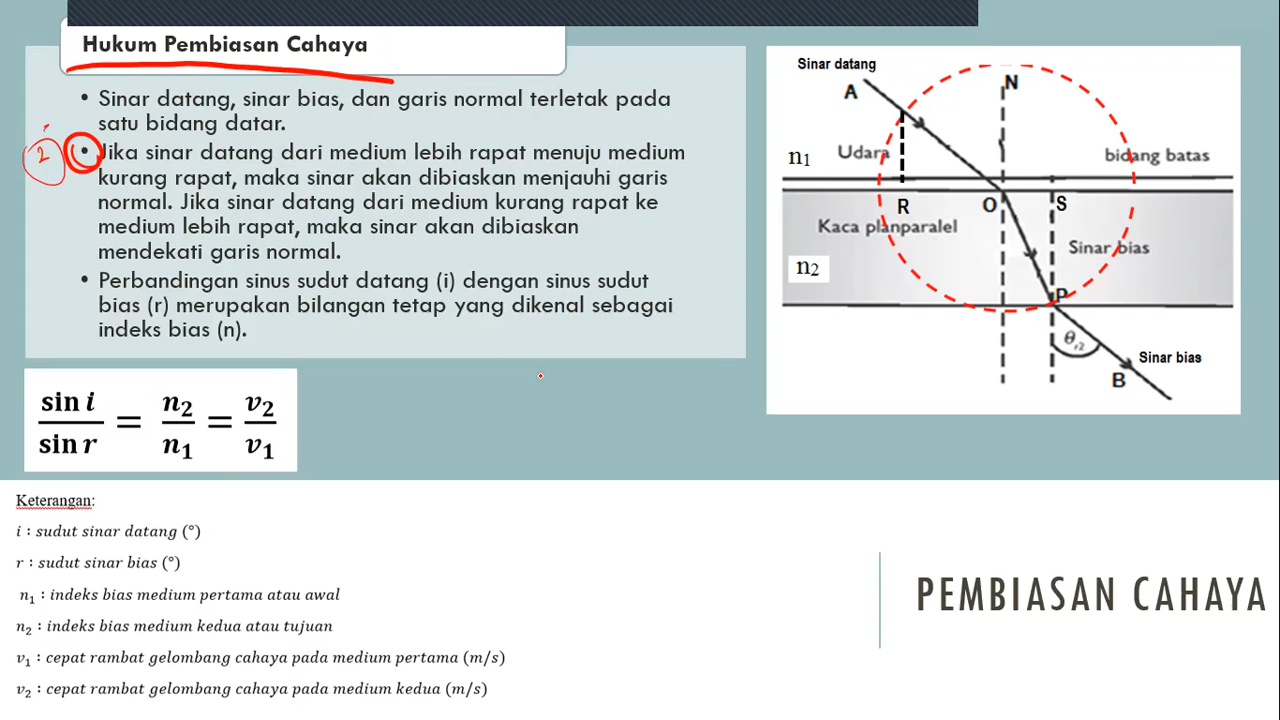 Hukum Pembiasan Cahaya
• Sinar datang, sinar bias, dan garis normal terletak pada
satu bidang datar.
2
• Jika sinar datang dari medium lebih rapat menuju medium
kurang rapat, maka sinar akan dibiaskan menjauhi garis
normal. Jika sinar datang dari medium kurang rapat ke
medium lebih rapat, maka sinar akan dibiaskan
mendekati garis normal.
• Perbandingan sinus sudut datang (i) dengan sinus sudut
bias (r) merupakan bilangan tetap yang dikenal sebagai
indeks bias (n).
sin i / sin r = n₂ / n₁ = v₂ / v₁
Sinar datang
A
N
n₁
Udara
bidang batas
R
O
S
Kaca planparalel
Sinar bias
n₂
P
θr2
Sinar bias
B
Keterangan:
i : sudut sinar datang (°)
r : sudut sinar bias (°)
n₁ : indeks bias medium pertama atau awal
n₂ : indeks bias medium kedua atau tujuan
v₁ : cepat rambat gelombang cahaya pada medium pertama (m/s)
v₂ : cepat rambat gelombang cahaya pada medium kedua (m/s)
PEMBIASAN CAHAYA